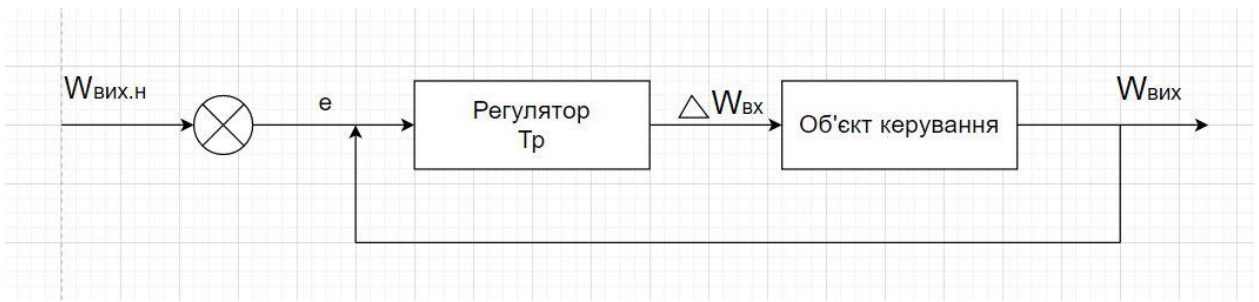 Wвих.н
e
Регулятор
Тр
△Wвх
Об'єкт керування
Wвих